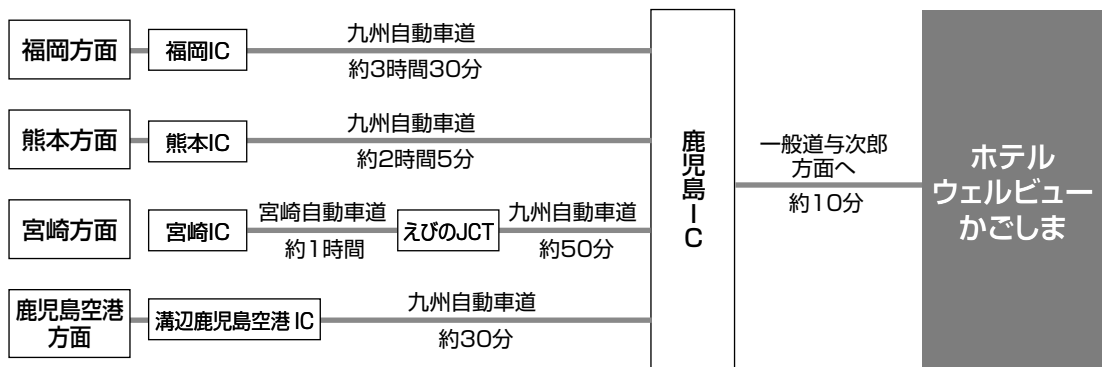 福岡方面
福岡IC
九州自動車道
約3時間30分
熊本方面
熊本IC
九州自動車道
約2時間5分
宮崎方面
宮崎IC
宮崎自動車道
約1時間
えびのJCT
九州自動車道
約50分
鹿児島空港
方面
溝辺鹿児島空港 IC
九州自動車道
約30分
鹿児島IC
一般道与次郎
方面へ
約10分
ホテル
ウェルビュー
かごしま